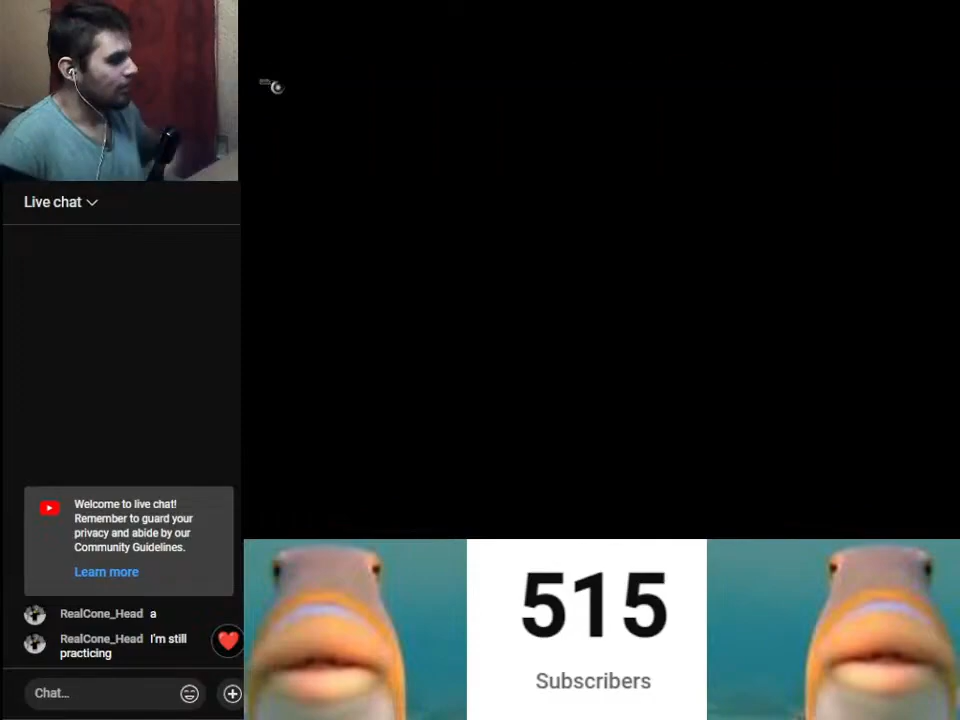 Live chat
Welcome to live chat!
Remember to guard your
privacy and abide by our
Community Guidelines.
Learn more
RealCone_Head a
RealCone_Head I'm still
practicing
Chat...
515
Subscribers